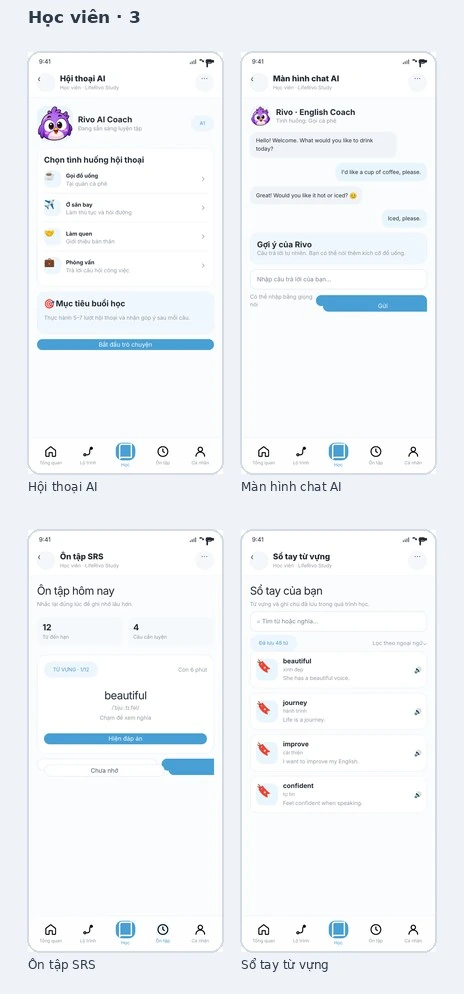 Học viên · 3
9:41
Hội thoại AI
Học viên · LifeRivo Study
Rivo AI Coach
Đang sẵn sàng luyện tập
AI
Chọn tình huống hội thoại
Gọi đồ uống
Tại quán cà phê
Ở sân bay
Làm thủ tục và hỏi đường
Làm quen
Giới thiệu bản thân
Phỏng vấn
Trả lời câu hỏi công việc
🎯 Mục tiêu buổi học
Thực hành 5–7 lượt hội thoại và nhận góp ý sau mỗi câu.
Bắt đầu trò chuyện
Tổng quan
Lộ trình
Học
Ôn tập
Cá nhân
Hội thoại AI
9:41
Màn hình chat AI
Học viên · LifeRivo Study
Rivo · English Coach
Tình huống: Gọi cà phê
Hello! Welcome. What would you like to drink
today?
I'd like a cup of coffee, please.
Great! Would you like it hot or iced? 😊
Iced, please.
Gợi ý của Rivo
Câu trả lời tự nhiên. Bạn có thể nói thêm kích cỡ đồ uống
Nhập câu trả lời của bạn...
Có thể nhập bằng giọng
nói
Gửi
Tổng quan
Lộ trình
Học
Ôn tập
Cá nhân
Màn hình chat AI
9:41
Ôn tập SRS
Học viên · LifeRivo Study
Ôn tập hôm nay
Nhắc lại đúng lúc để ghi nhớ lâu hơn.
12
Từ đến hạn
4
Câu cần luyện
TỪ VỰNG · 1/12
Còn 6 phút
beautiful
Chạm để xem nghĩa
Hiện đáp án
Chưa nhớ
Tổng quan
Lộ trình
Học
Ôn tập
Cá nhân
Ôn tập SRS
9:41
Sổ tay từ vựng
Học viên · LifeRivo Study
Sổ tay của bạn
Từ vựng và ghi chú đã lưu trong quá trình học.
Tìm từ hoặc nghĩa...
Đã lưu 48 từ
Lọc theo ngoại ngữ
beautiful
xinh đẹp
She has a beautiful voice.
journey
hành trình
Life is a journey.
improve
cải thiện
I want to improve my English.
confident
tự tin
Feel confident when speaking.
Tổng quan
Lộ trình
Học
Ôn tập
Cá nhân
Sổ tay từ vựng